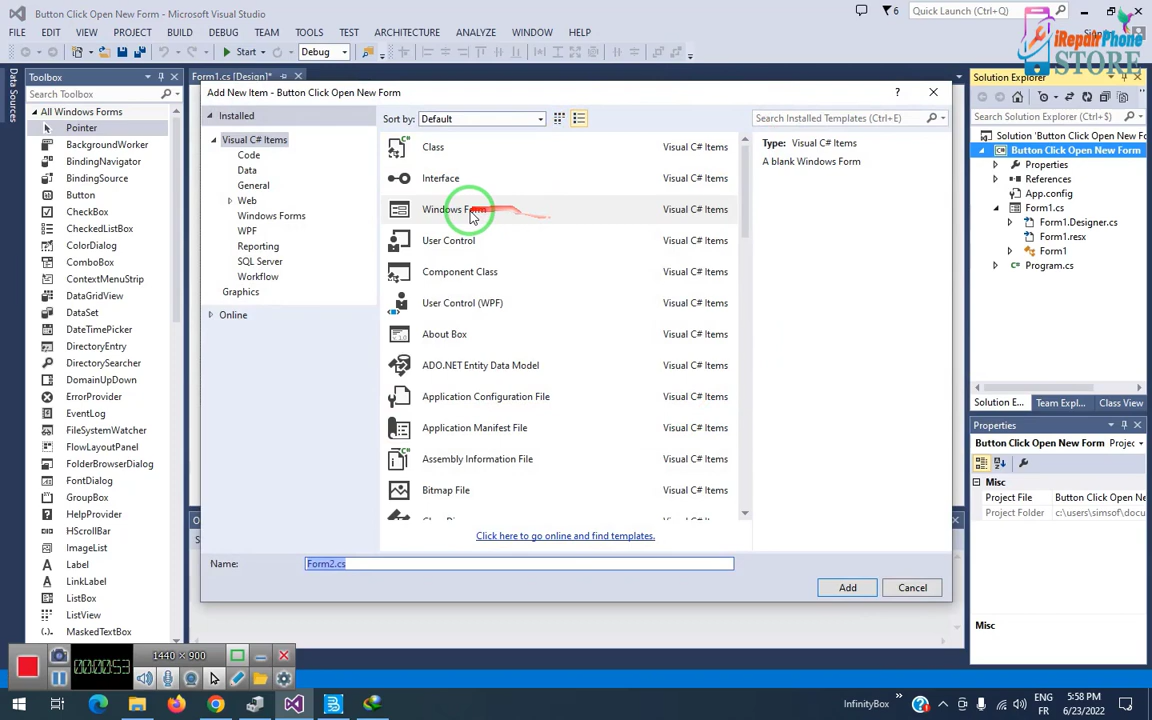 Button Click Open New Form - Microsoft Visual Studio
6
Quick Launch (Ctrl+Q)
FILE EDIT VIEW PROJECT BUILD DEBUG TEAM TOOLS TEST ARCHITECTURE ANALYZE WINDOW HELP
iRepairPhone
STORE
Start
Debug
Data Sources
Toolbox
Search Toolbox
All Windows Forms
Pointer
BackgroundWorker
BindingNavigator
BindingSource
Button
CheckBox
CheckedListBox
ColorDialog
ComboBox
ContextMenuStrip
DataGridView
DataSet
DateTimePicker
DirectoryEntry
DirectorySearcher
DomainUpDown
ErrorProvider
EventLog
FileSystemWatcher
FlowLayoutPanel
FolderBrowserDialog
FontDialog
GroupBox
HelpProvider
HScrollBar
ImageList
Label
LinkLabel
ListBox
ListView
MaskedTextBox
Form1.cs [Design]*
Add New Item - Button Click Open New Form
?
Installed
Visual C# Items
Code
Data
General
Web
Windows Forms
WPF
Reporting
SQL Server
Workflow
Graphics
Online
Sort by: Default
Search Installed Templates (Ctrl+E)
Class Visual C# Items
Interface Visual C# Items
Windows Form Visual C# Items
User Control Visual C# Items
Component Class Visual C# Items
User Control (WPF) Visual C# Items
About Box Visual C# Items
ADO.NET Entity Data Model Visual C# Items
Application Configuration File Visual C# Items
Application Manifest File Visual C# Items
Assembly Information File Visual C# Items
Bitmap File Visual C# Items
Type: Visual C# Items
A blank Windows Form
Click here to go online and find templates.
Name: Form2.cs
Add
Cancel
Solution Explorer
Search Solution Explorer (Ctrl+;)
Solution 'Button Click Open New Fo
Button Click Open New Form
Properties
References
App.config
Form1.cs
Form1.Designer.cs
Form1.resx
Form1
Program.cs
Solution E... Team Expl... Class View
Properties
Button Click Open New Form Projec
Misc
Project File Button Click Open Ne
Project Folder c:\users\simsof\docu
Misc
1440 × 900
00:00:53
InfinityBox
ENG
FR
5:58 PM
6/23/2022